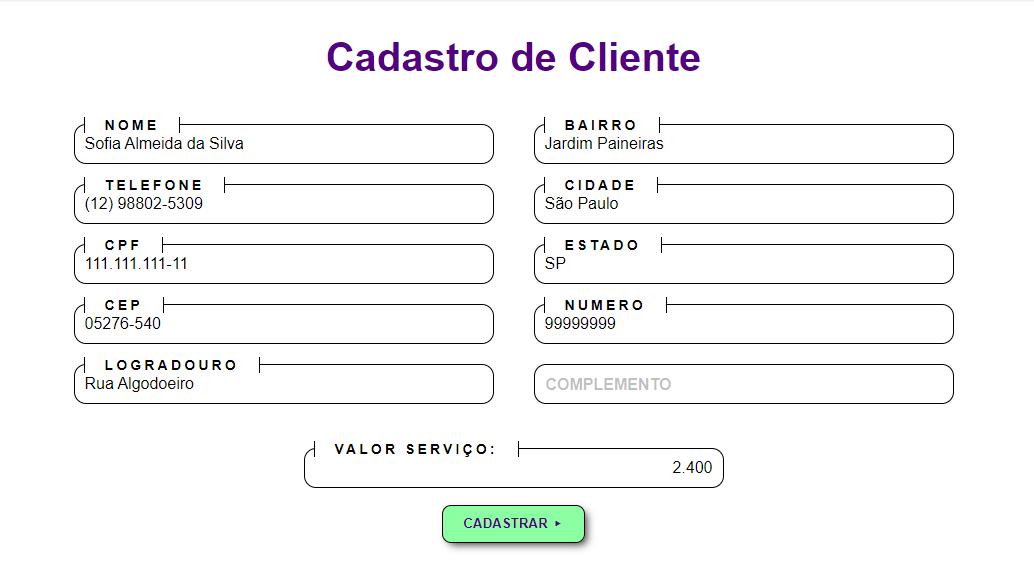 Cadastro de Cliente
NOME
Sofia Almeida da Silva
TELEFONE
(12) 98802-5309
CPF
111.111.111-11
CEP
05276-540
LOGRADOURO
Rua Algodoeiro
BAIRRO
Jardim Paineiras
CIDADE
São Paulo
ESTADO
SP
NUMERO
99999999
COMPLEMENTO
VALOR SERVIÇO:
2.400
CADASTRAR ▸